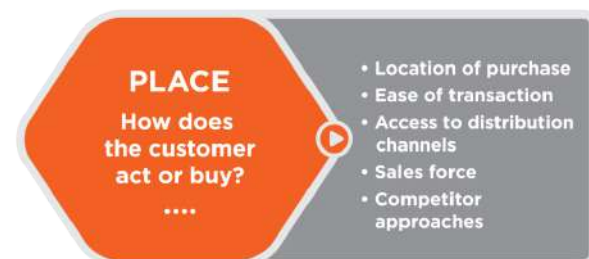 PLACE
How does
the customer
act or buy?
....
• Location of purchase
• Ease of transaction
• Access to distribution
channels
• Sales force
• Competitor
approaches